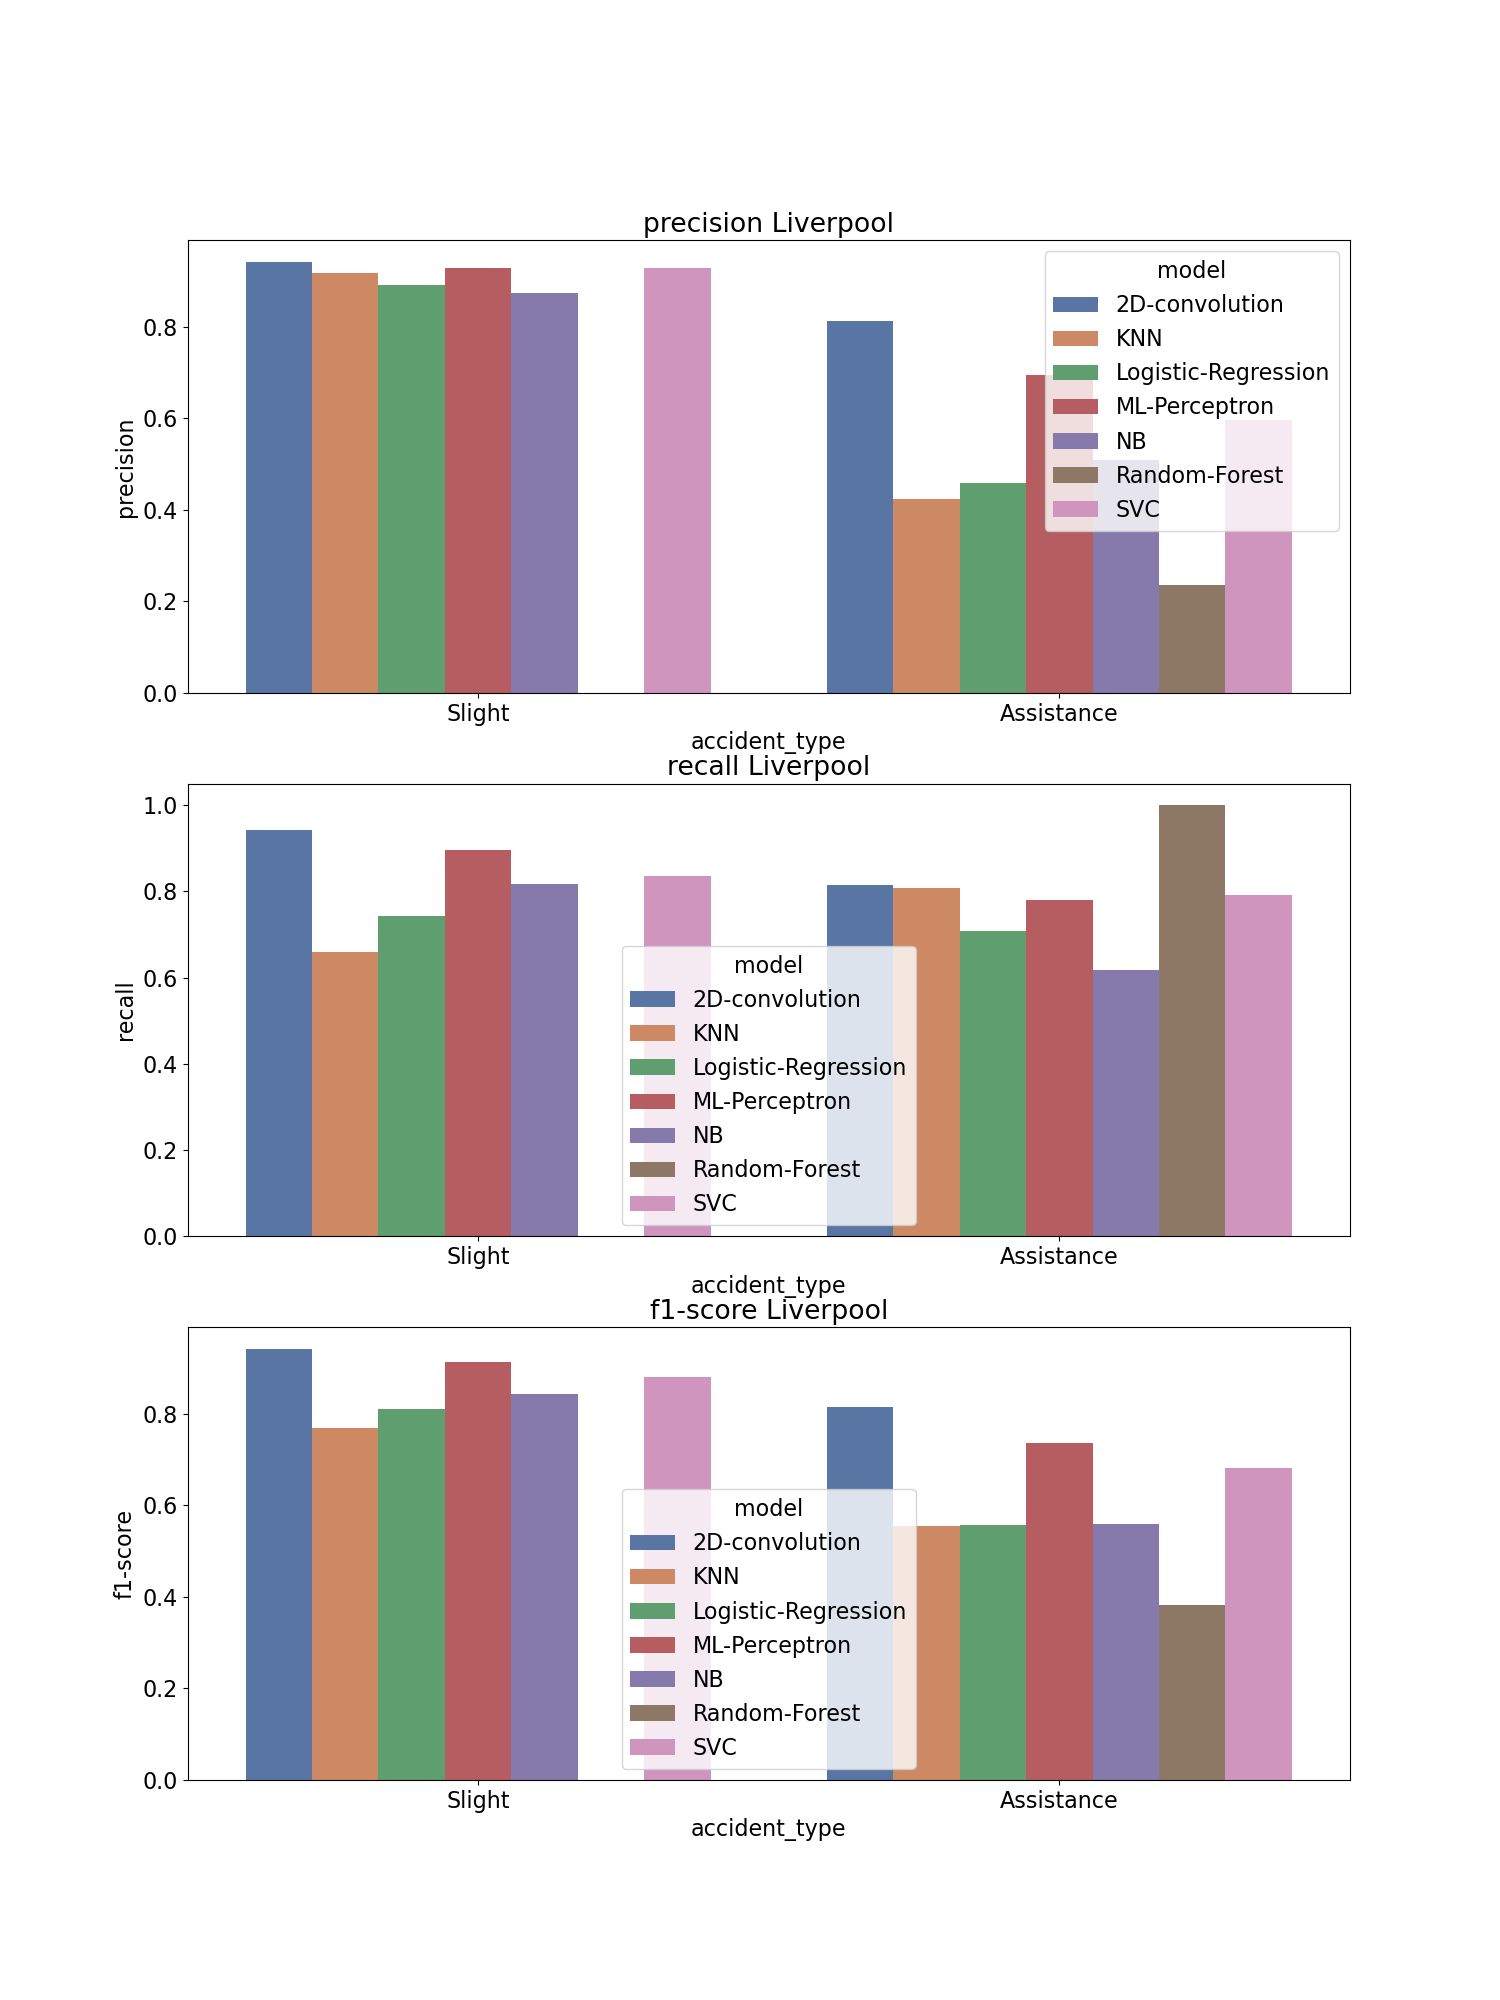 precision Liverpool
precision
0.8
0.6
0.4
0.2
0.0
model
2D-convolution
KNN
Logistic-Regression
ML-Perceptron
NB
Random-Forest
SVC
Slight
Assistance
accident_type
recall Liverpool
recall
1.0
0.8
0.6
0.4
0.2
0.0
model
2D-convolution
KNN
Logistic-Regression
ML-Perceptron
NB
Random-Forest
SVC
Slight
Assistance
accident_type
f1-score Liverpool
f1-score
0.8
0.6
0.4
0.2
0.0
model
2D-convolution
KNN
Logistic-Regression
ML-Perceptron
NB
Random-Forest
SVC
Slight
Assistance
accident_type